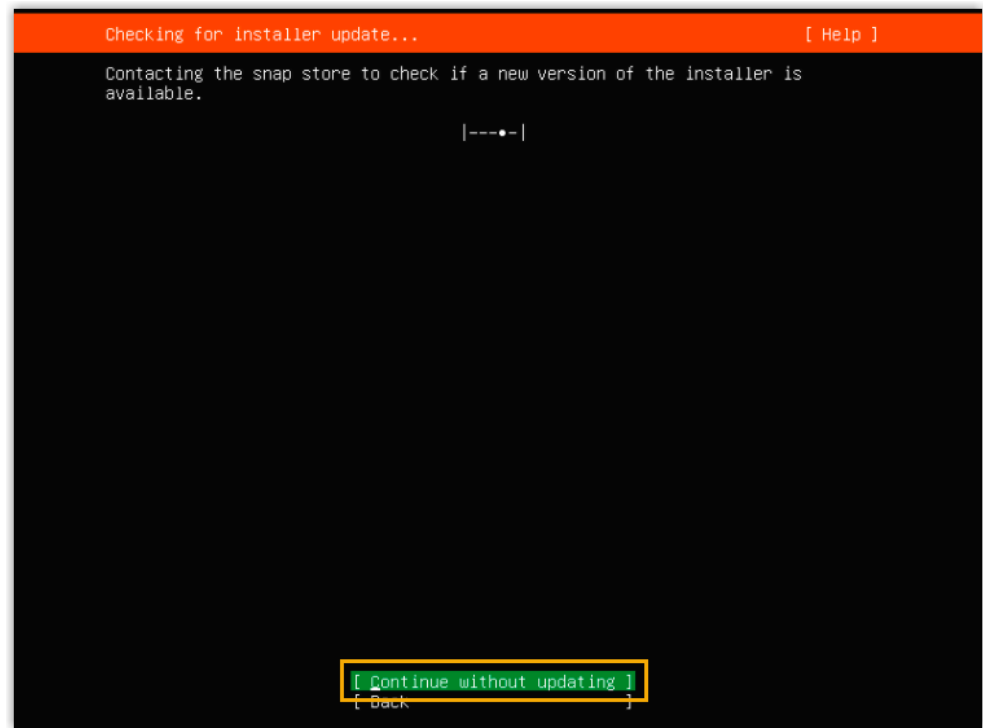 Checking for installer update... [ Help ]
Contacting the snap store to check if a new version of the installer is
available.
|---•-|
[ Continue without updating ]
[ Back ]